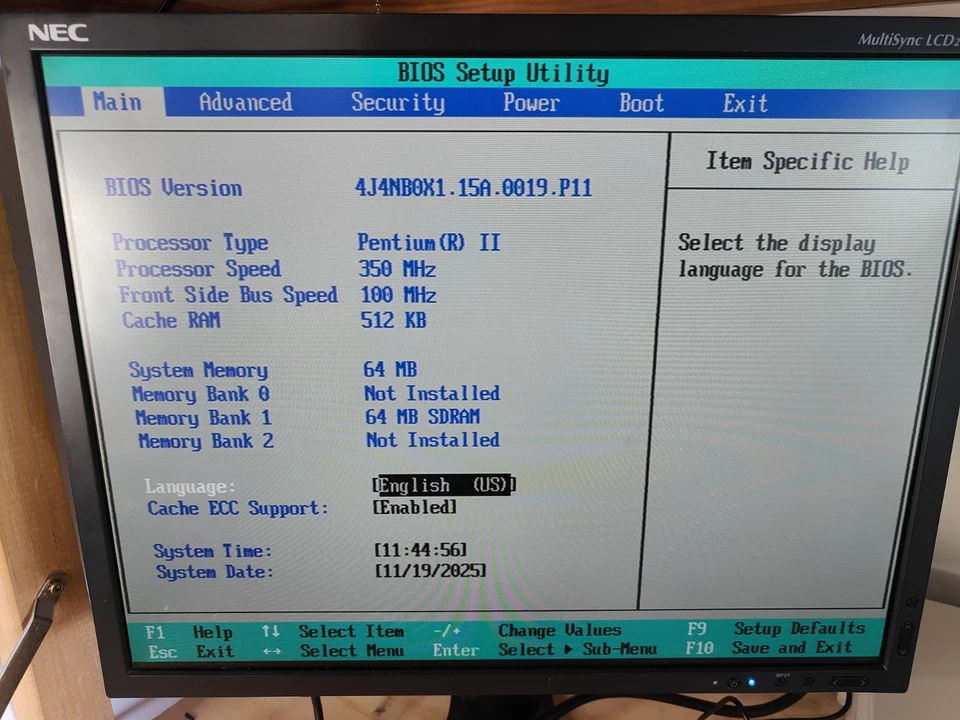 NEC
MultiSync LCD2
BIOS Setup Utility
Main Advanced Security Power Boot Exit
Item Specific Help
BIOS Version 4J4NB0X1.15A.0019.P11
Processor Type Pentium(R) II
Processor Speed 350 MHz
Front Side Bus Speed 100 MHz
Cache RAM 512 KB
System Memory 64 MB
Memory Bank 0 Not Installed
Memory Bank 1 64 MB SDRAM
Memory Bank 2 Not Installed
Language: [English (US)]
Cache ECC Support: [Enabled]
System Time: [11:44:56]
System Date: [11/19/2025]
Select the display
language for the BIOS.
F1 Help ↑↓ Select Item -/+ Change Values F9 Setup Defaults
Esc Exit ↔ Select Menu Enter Select ▶ Sub-Menu F10 Save and Exit
INPUT